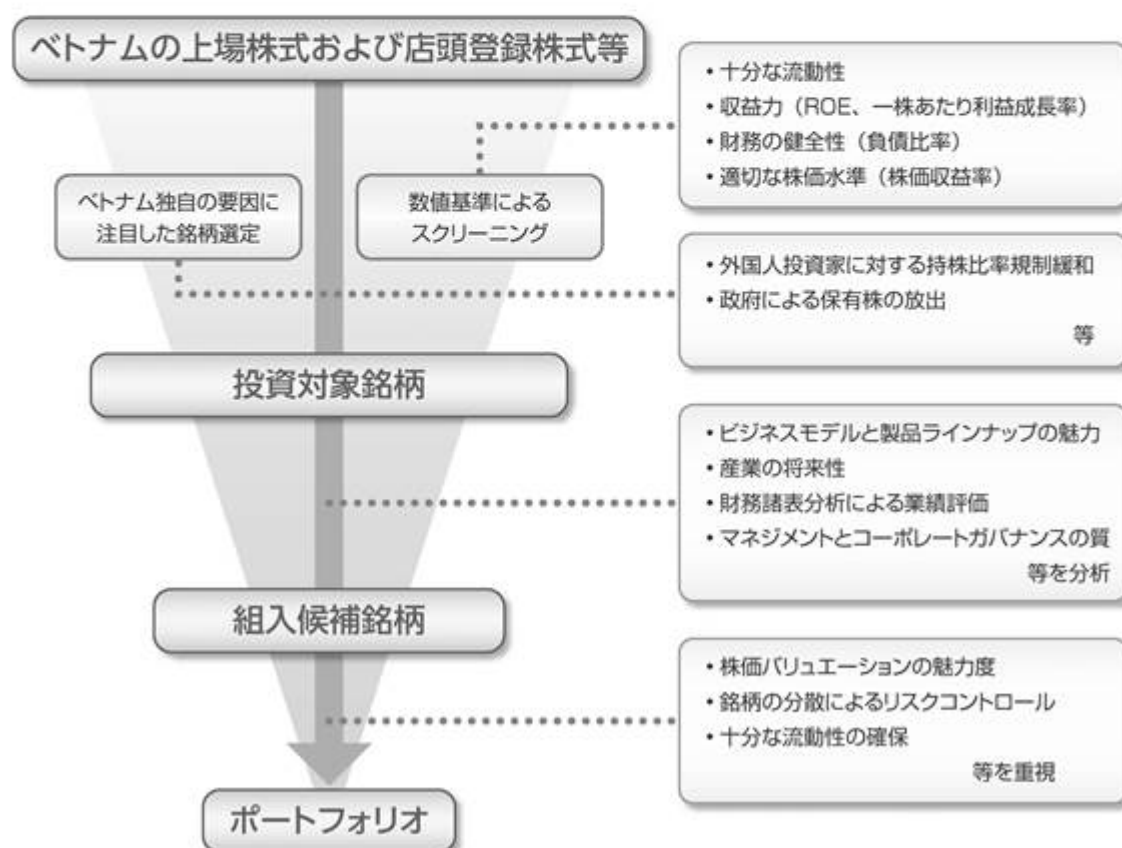 ベトナムの上場株式および店頭登録株式等
・十分な流動性
・収益力（ROE、一株あたり利益成長率）
・財務の健全性（負債比率）
・適切な株価水準（株価収益率）
ベトナム独自の要因に
注目した銘柄選定
数値基準による
スクリーニング
・外国人投資家に対する持株比率規制緩和
・政府による保有株の放出
等
投資対象銘柄
・ビジネスモデルと製品ラインナップの魅力
・産業の将来性
・財務諸表分析による業績評価
・マネジメントとコーポレートガバナンスの質
等を分析
組入候補銘柄
・株価バリュエーションの魅力度
・銘柄の分散によるリスクコントロール
・十分な流動性の確保
等を重視
ポートフォリオ